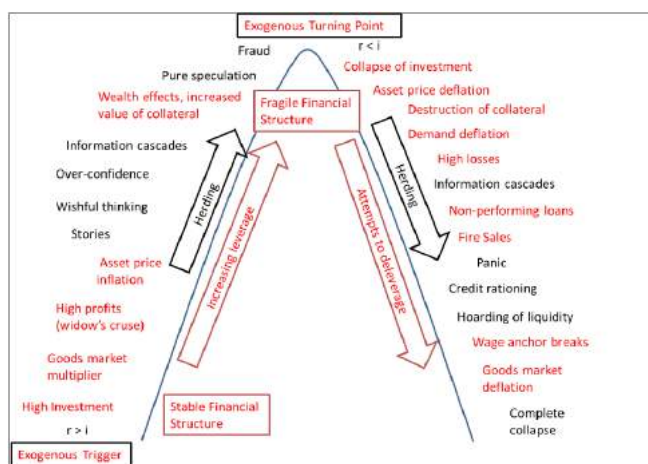 Exogenous Turning Point
Fraud
r < i
Pure speculation
Collapse of investment
Wealth effects, increased
value of collateral
Asset price deflation
Fragile Financial
Structure
Destruction of collateral
Demand deflation
Information cascades
High losses
Over-confidence
Information cascades
Wishful thinking
Herding
Herding
Non-performing loans
Stories
Fire Sales
Increasing leverage
Attempts to deleverage
Asset price
inflation
Panic
Credit rationing
High profits
(widow's cruse)
Hoarding of liquidity
Wage anchor breaks
Goods market
multiplier
Goods market
deflation
High Investment
Stable Financial
Structure
Complete
collapse
r > i
Exogenous Trigger